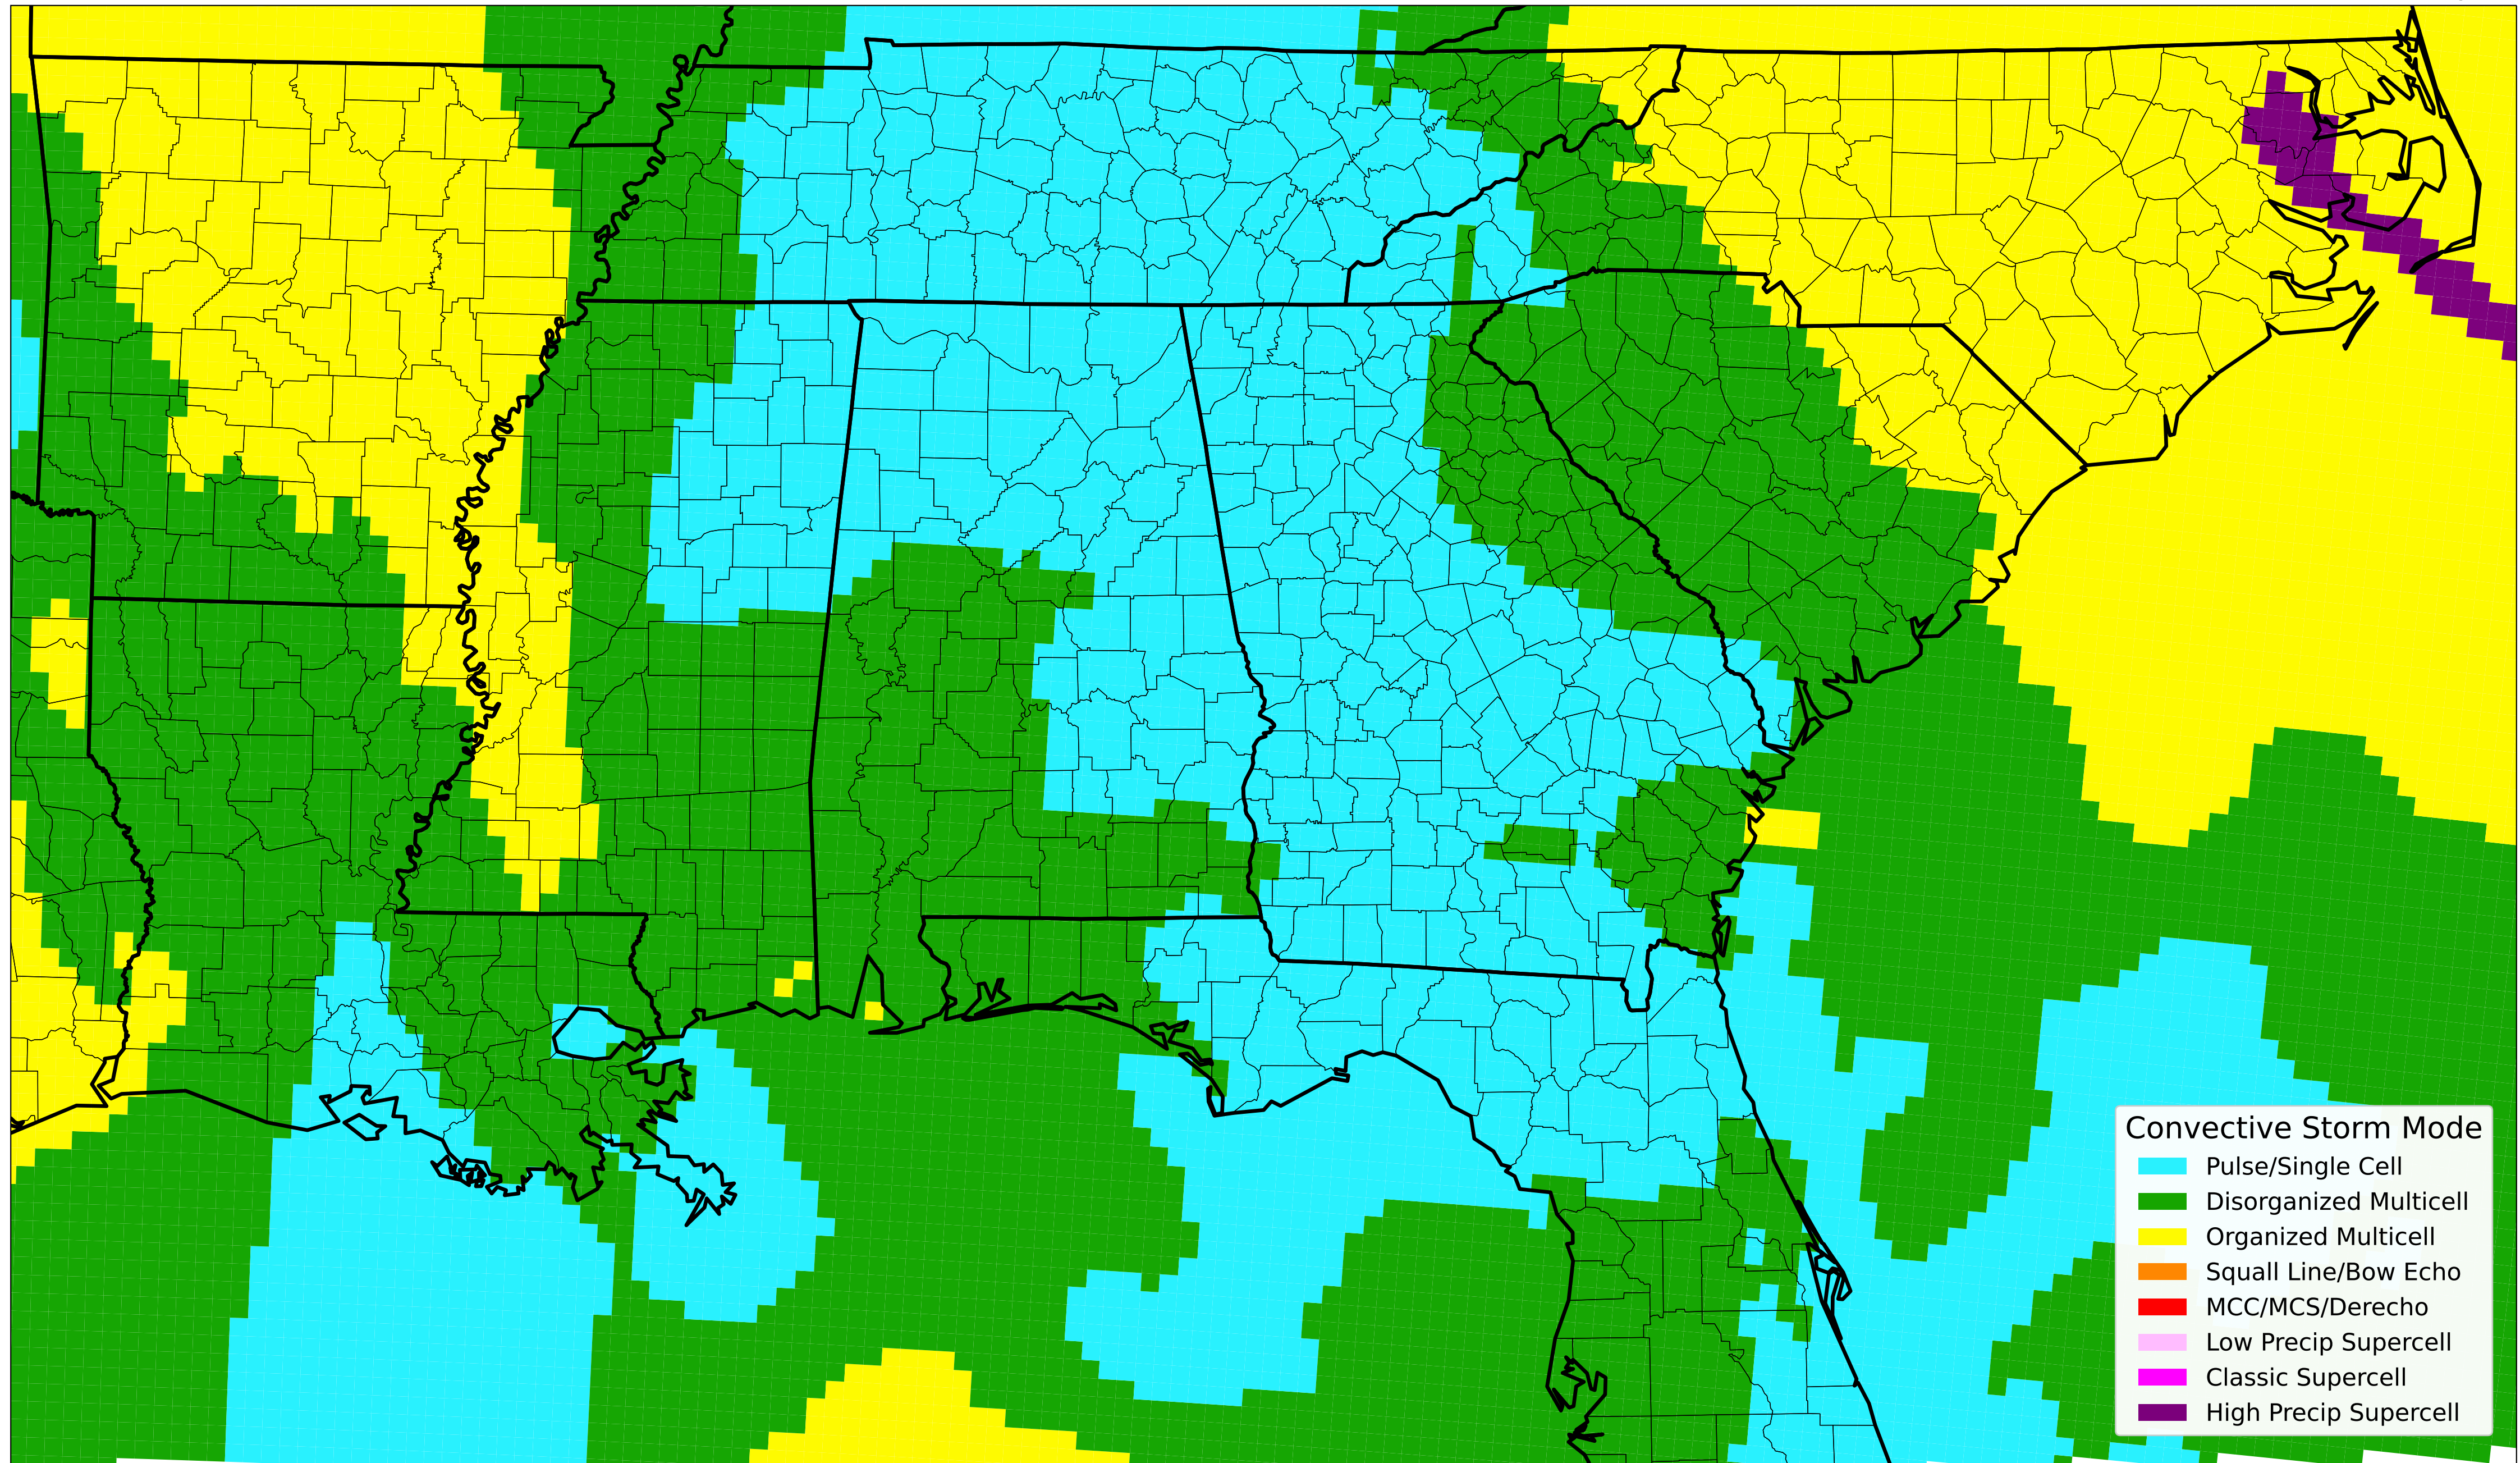 Convective Storm Mode
Pulse/Single Cell
Disorganized Multicell
Organized Multicell
Squall Line/Bow Echo
MCC/MCS/Derecho
Low Precip Supercell
Classic Supercell
High Precip Supercell